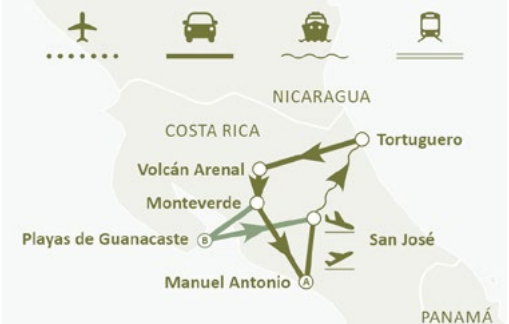 NICARAGUA
COSTA RICA
Tortuguero
Volcán Arenal
Monteverde
Playas de Guanacaste
B
San José
Manuel Antonio
A
PANAMÁ